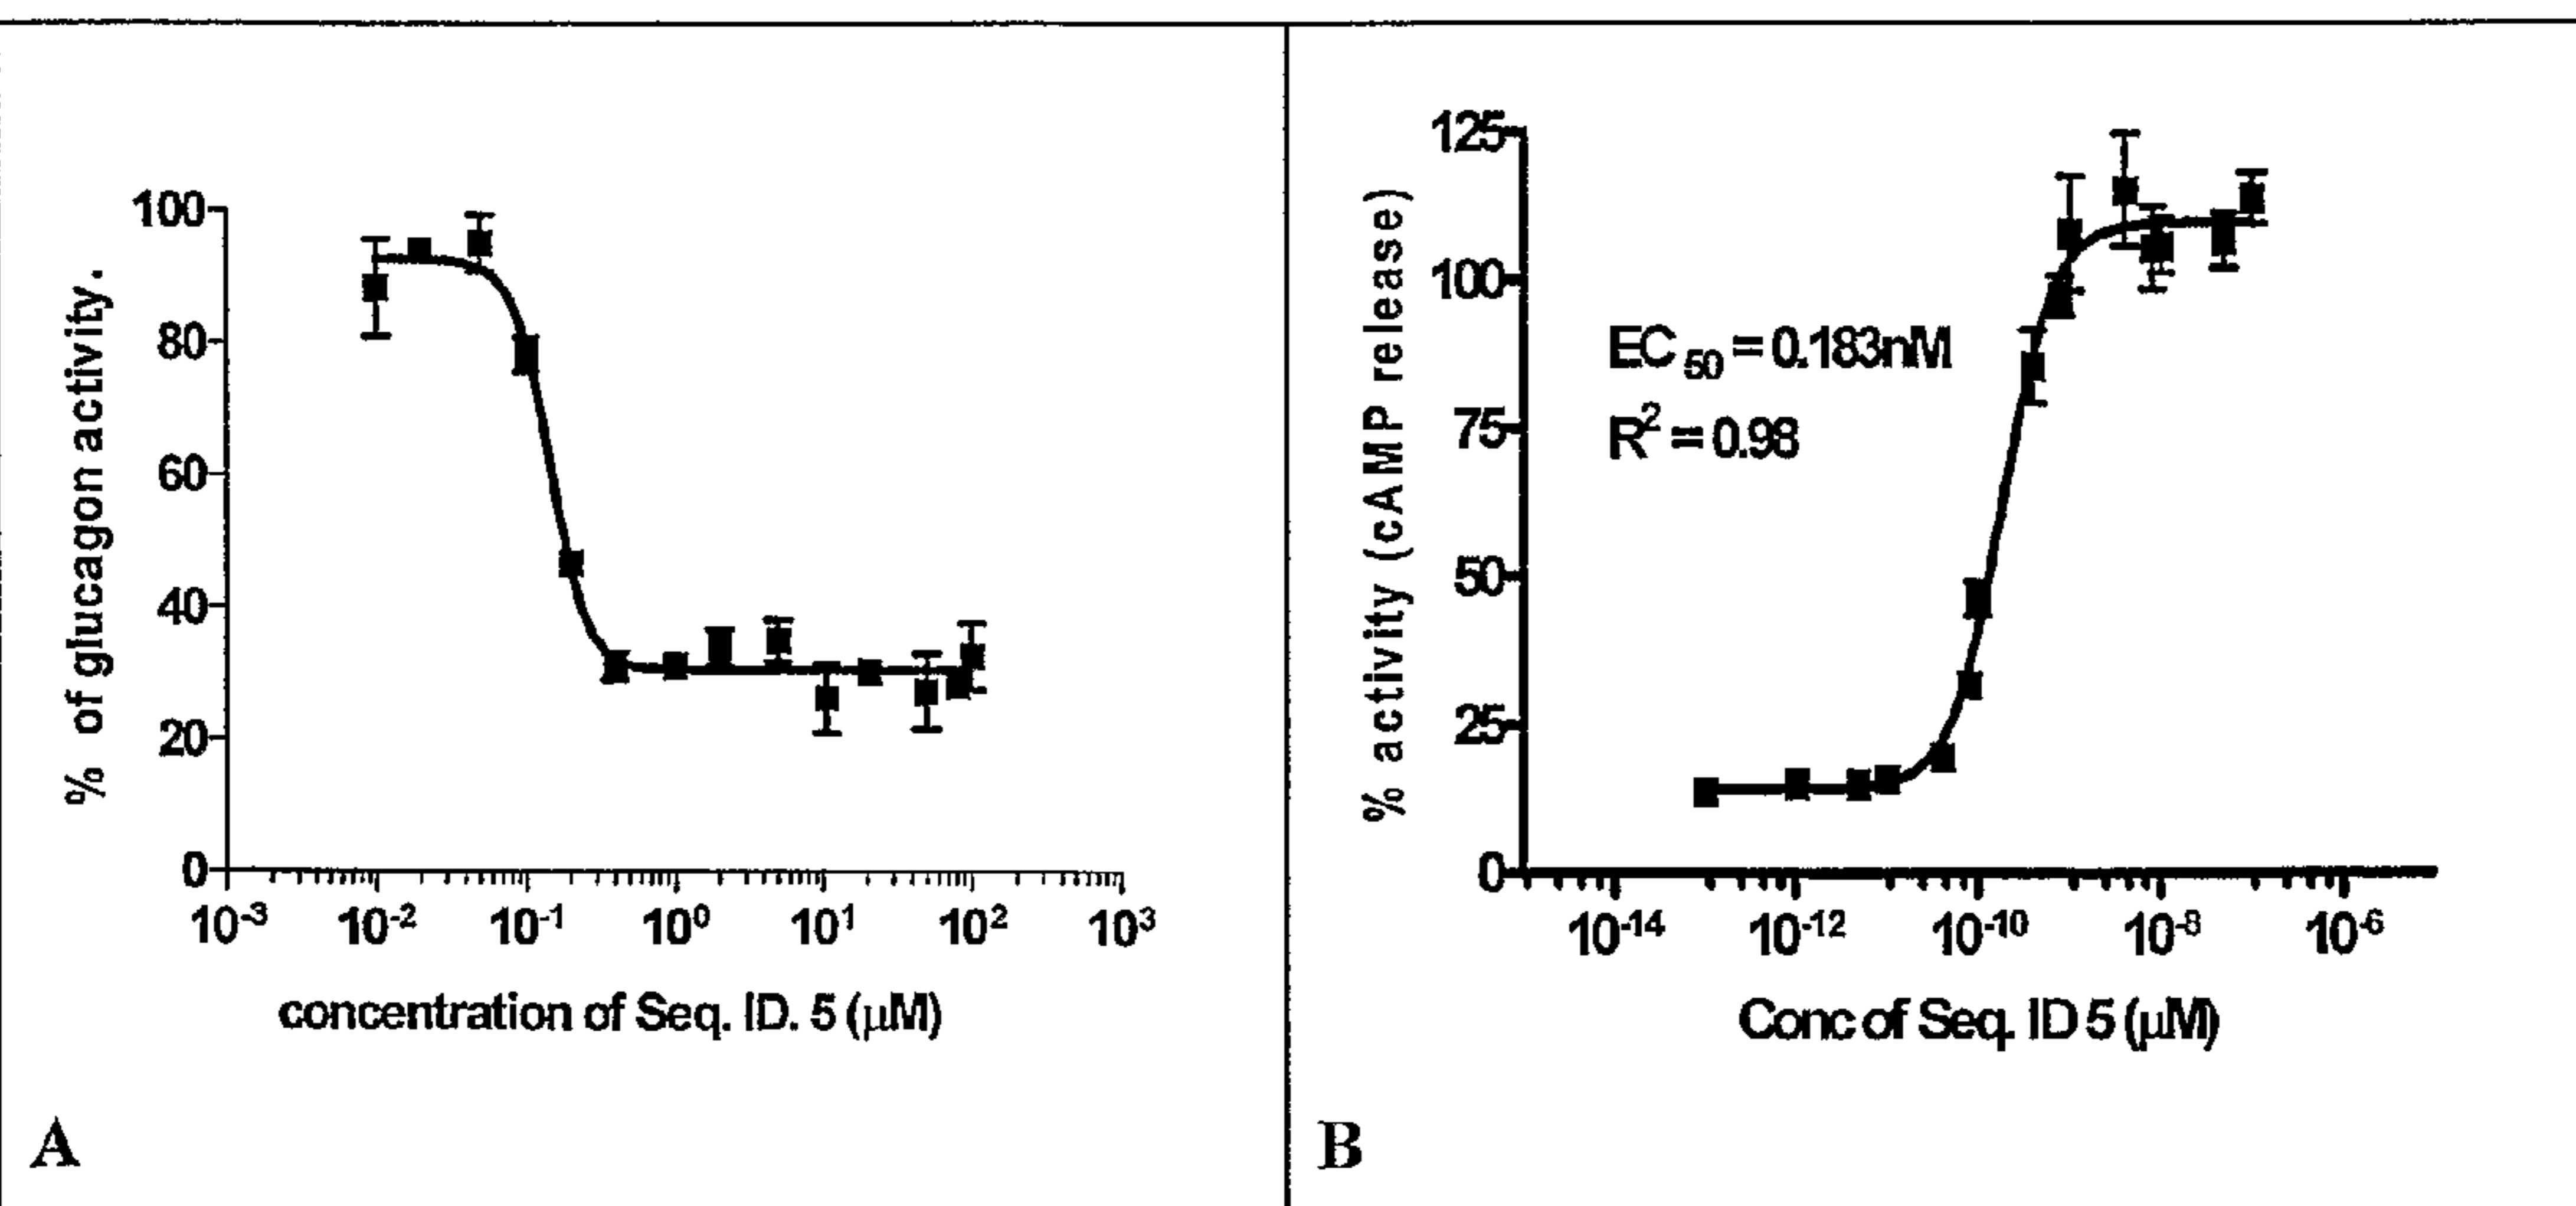 % of glucagon activity.
100
80
60
40
20
0
10-3 10-2 10-1 100 101 102 103
concentration of Seq. ID. 5 (μM)
A
% activity (cAMP release)
125
100
75
50
25
0
EC50 = 0.183nM
R2 = 0.98
10-14 10-12 10-10 10-8 10-6
Conc of Seq. ID 5 (μM)
B